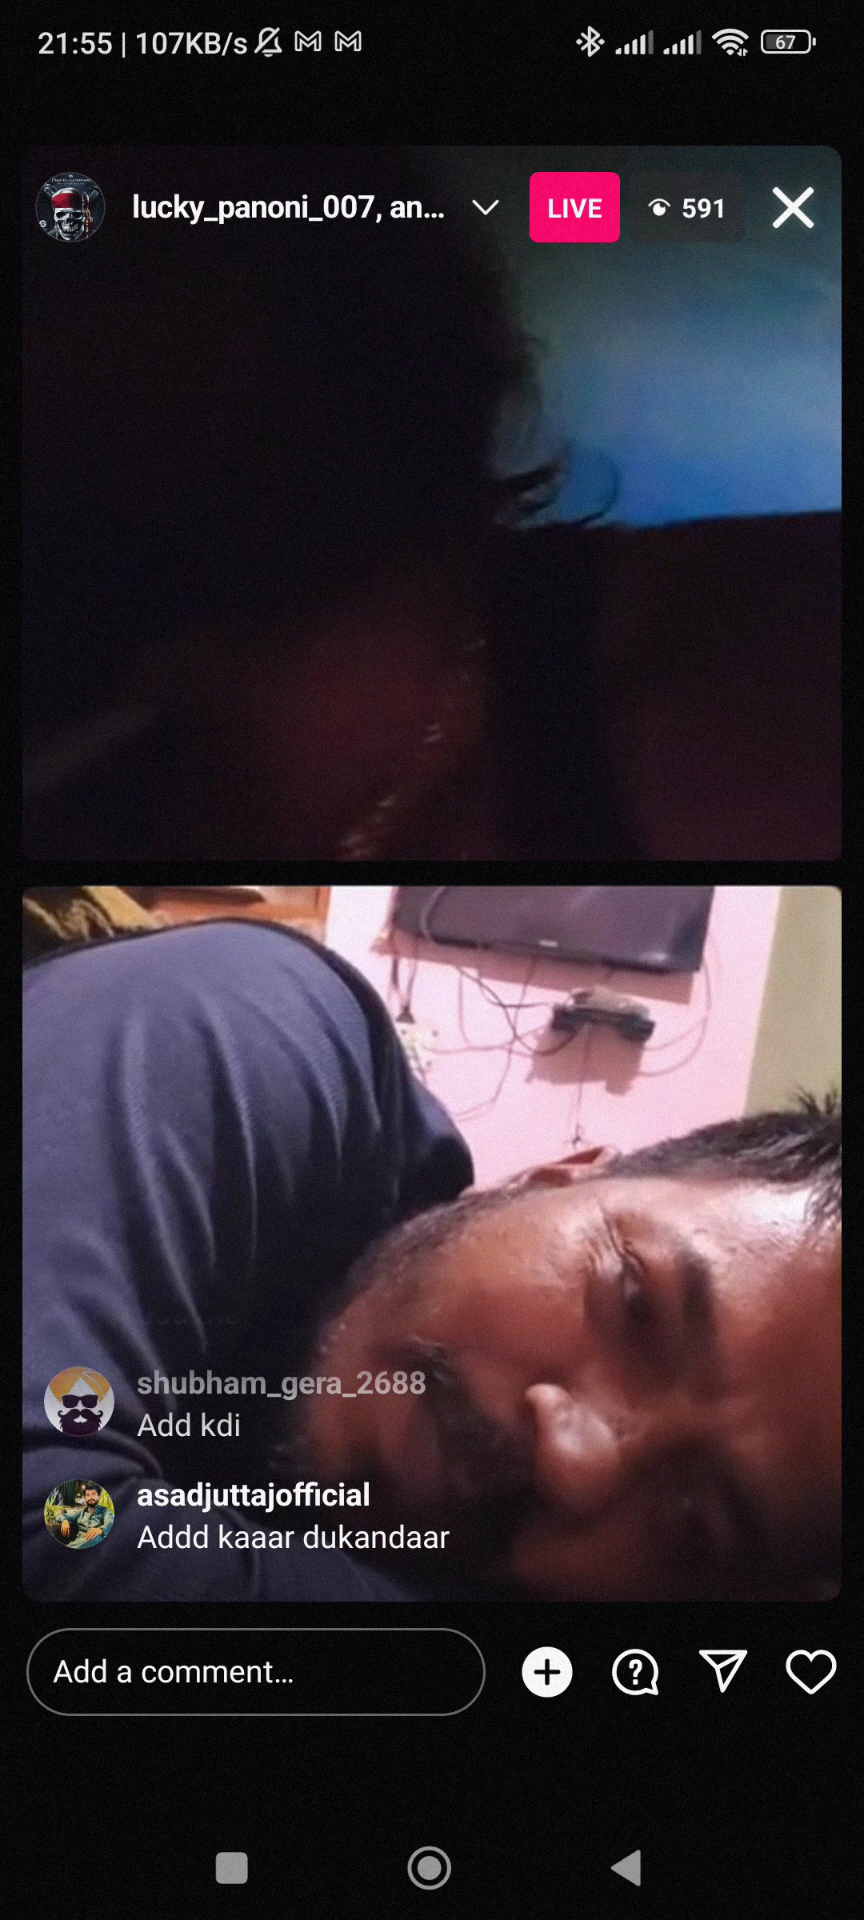 21:55 | 107KB/s
67
lucky_panoni_007, an...
LIVE
591
shubham_gera_2688
Add kdi
asadjuttajofficial
Addd kaaar dukandaar
Add a comment...